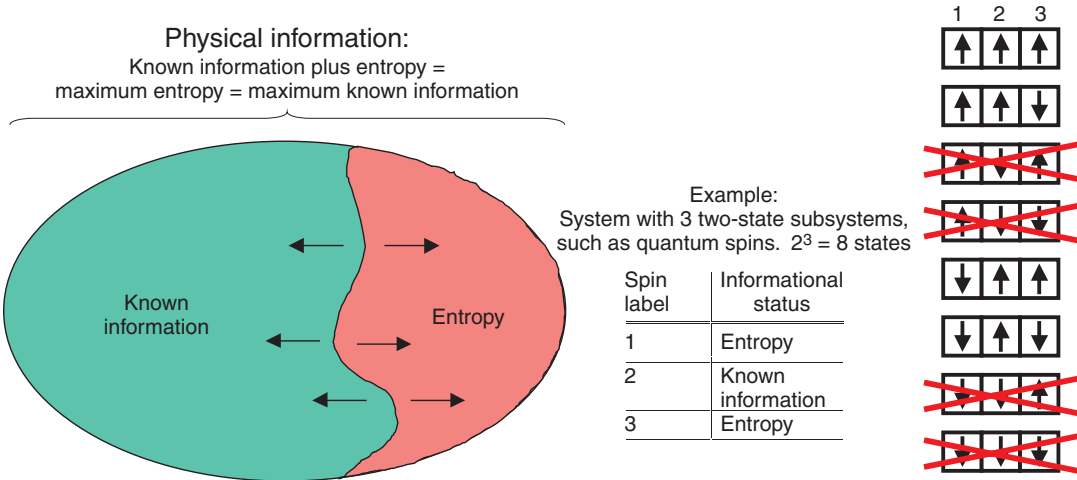 Physical information:
Known information plus entropy =
maximum entropy = maximum known information
Known
information
Entropy
Example:
System with 3 two-state subsystems,
such as quantum spins. 2³ = 8 states
Spin label Informational status
1 Entropy
2 Known information
3 Entropy
1 2 3